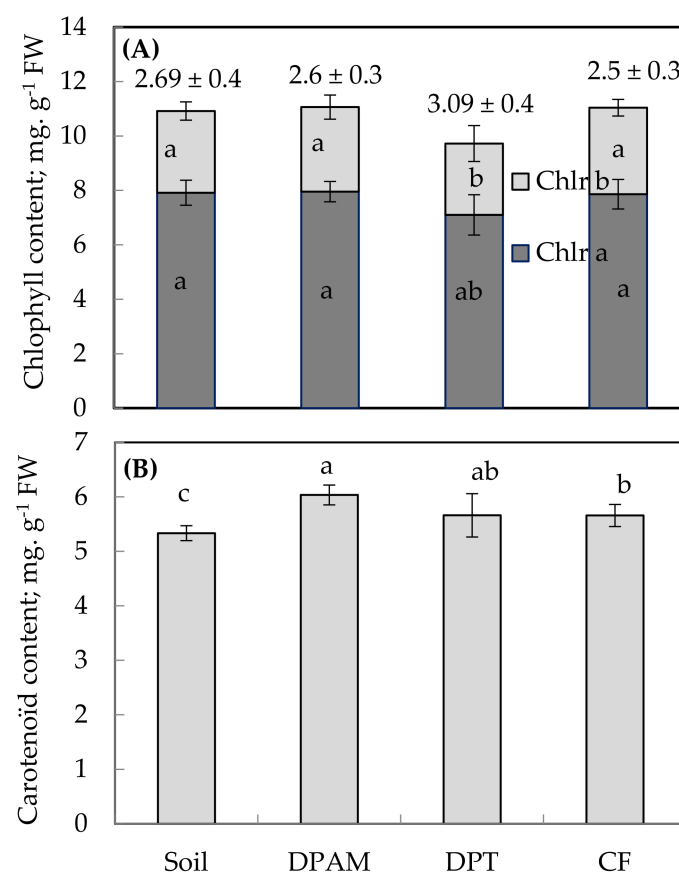 (A)
2.69 ± 0.4 2.6 ± 0.3 3.09 ± 0.4 2.5 ± 0.3
Chlophyll content; mg. g-1 FW
14
12
10
8
6
4
2
0
a a b a
Chlr b
Chlr a
a a ab a
(B)
Carotenoïd content; mg. g-1 FW
7
6
5
4
3
2
1
0
c a ab b
Soil DPAM DPT CF